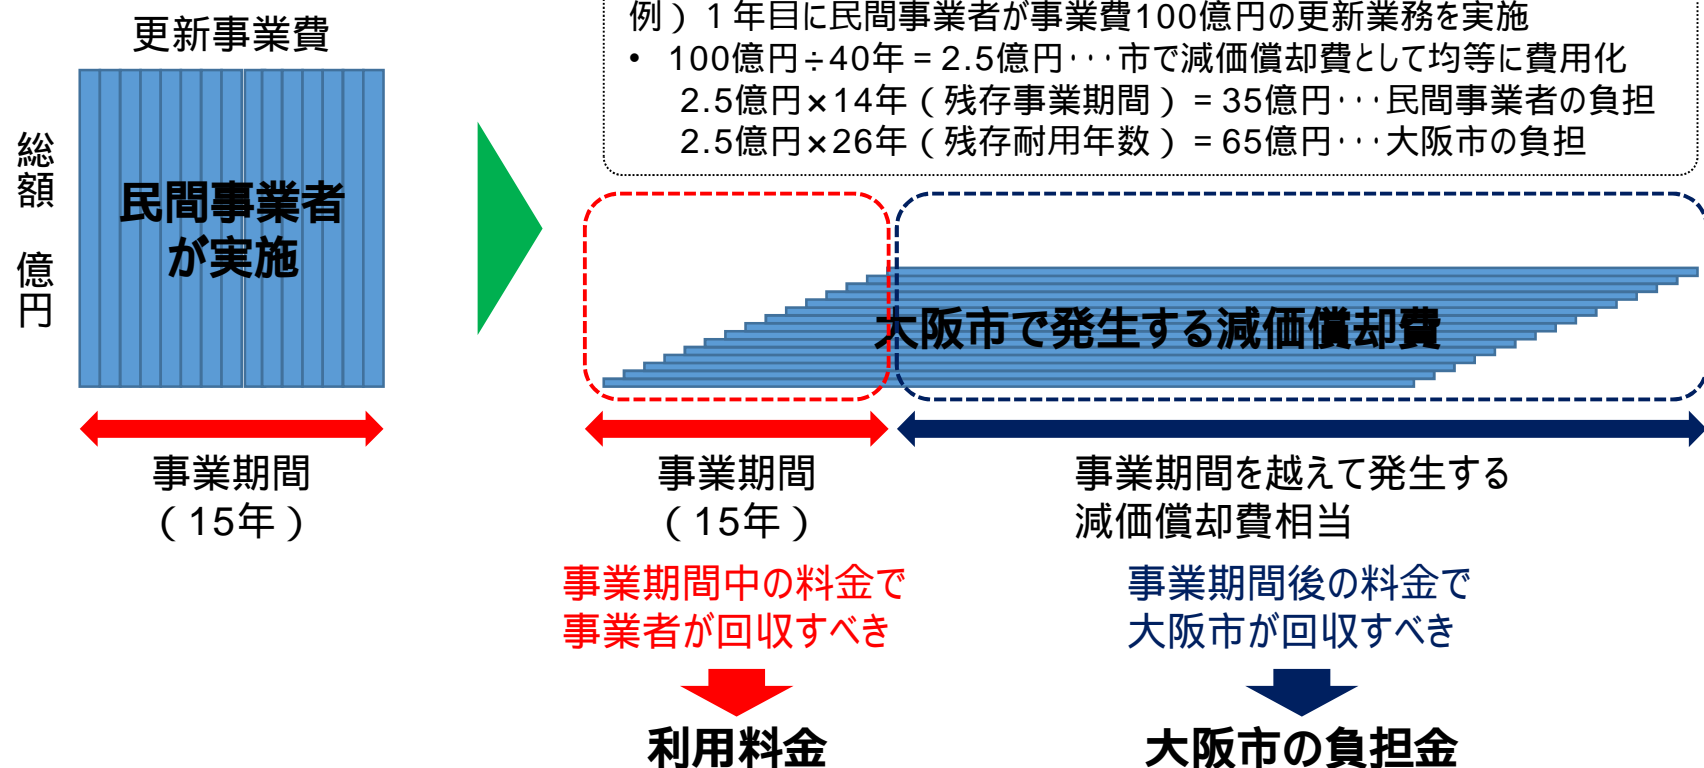 更新事業費
総額　億円
民間事業者
が実施
事業期間
（15年）
例）１年目に民間事業者が事業費100億円の更新業務を実施
• 100億円÷40年＝2.5億円･･･市で減価償却費として均等に費用化
2.5億円×14年（残存事業期間）＝35億円･･･民間事業者の負担
2.5億円×26年（残存耐用年数）＝65億円･･･大阪市の負担
大阪市で発生する減価償却費
事業期間
（15年）
事業期間を越えて発生する
減価償却費相当
事業期間中の料金で
事業者が回収すべき
事業期間後の料金で
大阪市が回収すべき
利用料金
大阪市の負担金